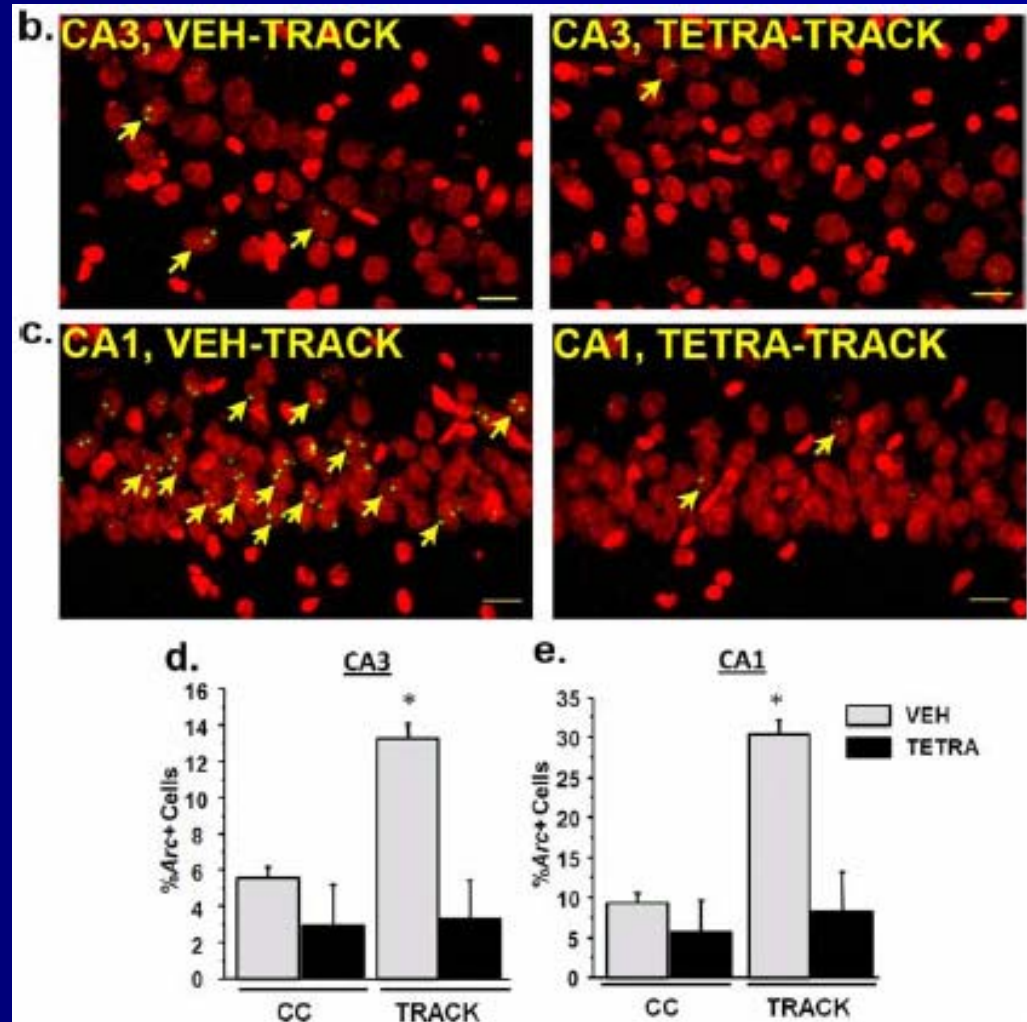 b. CA3, VEH-TRACK CA3, TETRA-TRACK
c. CA1, VEH-TRACK CA1, TETRA-TRACK
d. CA3
%Arc+ Cells
16
14
12
10
8
6
4
2
0
*
CC TRACK
e. CA1
%Arc+ Cells
35
30
25
20
15
10
5
0
*
CC TRACK
VEH
TETRA